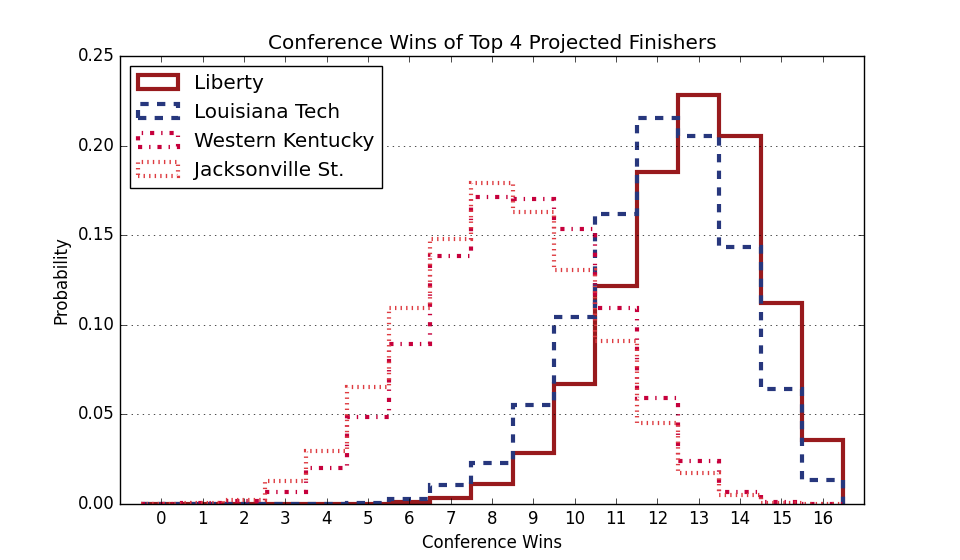 Conference Wins of Top 4 Projected Finishers
0.25
0.20
0.15
0.10
0.05
0.00
Probability
Liberty
Louisiana Tech
Western Kentucky
Jacksonville St.
0 1 2 3 4 5 6 7 8 9 10 11 12 13 14 15 16
Conference Wins